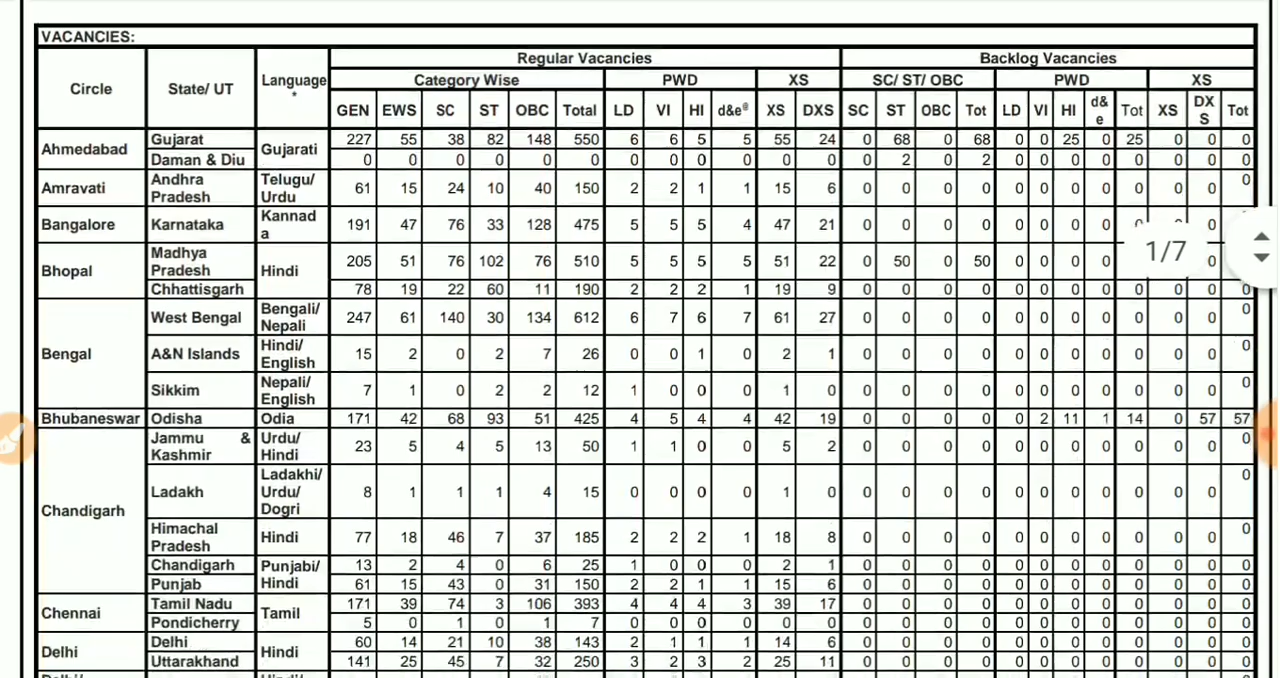 VACANCIES:
Circle State/ UT Language * Regular Vacancies Backlog Vacancies
Category Wise PWD XS SC/ ST/ OBC PWD XS
GEN EWS SC ST OBC Total LD VI HI d&e@ XS DXS SC ST OBC Tot LD VI HI d& e Tot XS DX S Tot
Ahmedabad Gujarat Gujarati 227 55 38 82 148 550 6 6 5 5 55 24 0 68 0 68 0 0 25 0 25 0 0 0
Daman & Diu 0 0 0 0 0 0 0 0 0 0 0 0 0 2 0 2 0 0 0 0 0 0 0 0
Amravati Andhra Pradesh Telugu/ Urdu 61 15 24 10 40 150 2 2 1 1 15 6 0 0 0 0 0 0 0 0 0 0 0 0
Bangalore Karnataka Kannad a 191 47 76 33 128 475 5 5 5 4 47 21 0 0 0 0 0 0 0 0 0
1/7
Bhopal Madhya Pradesh Hindi 205 51 76 102 76 510 5 5 5 5 51 22 0 50 0 50 0 0 0 0 0
Chhattisgarh 78 19 22 60 11 190 2 2 2 1 19 9 0 0 0 0 0 0 0 0 0 0 0 0
Bengal West Bengal Bengali/ Nepali 247 61 140 30 134 612 6 7 6 7 61 27 0 0 0 0 0 0 0 0 0 0 0 0
A&N Islands Hindi/ English 15 2 0 2 7 26 0 0 1 0 2 1 0 0 0 0 0 0 0 0 0 0 0 0
Sikkim Nepali/ English 7 1 0 2 2 12 1 0 0 0 1 0 0 0 0 0 0 0 0 0 0 0 0 0
Bhubaneswar Odisha Odia 171 42 68 93 51 425 4 5 4 4 42 19 0 0 0 0 0 2 11 1 14 0 57 57
Chandigarh Jammu & Kashmir Urdu/ Hindi 23 5 4 5 13 50 1 1 0 0 5 2 0 0 0 0 0 0 0 0 0 0 0 0
Ladakh Ladakhi/ Urdu/ Dogri 8 1 1 1 4 15 0 0 0 0 1 0 0 0 0 0 0 0 0 0 0 0 0 0
Himachal Pradesh Hindi 77 18 46 7 37 185 2 2 2 1 18 8 0 0 0 0 0 0 0 0 0 0 0 0
Chandigarh Punjabi/ Hindi 13 2 4 0 6 25 1 0 0 0 2 1 0 0 0 0 0 0 0 0 0 0 0 0
Punjab 61 15 43 0 31 150 2 2 1 1 15 6 0 0 0 0 0 0 0 0 0 0 0 0
Chennai Tamil Nadu Tamil 171 39 74 3 106 393 4 4 4 3 39 17 0 0 0 0 0 0 0 0 0 0 0 0
Pondicherry 5 0 1 0 1 7 0 0 0 0 0 0 0 0 0 0 0 0 0 0 0 0 0 0
Delhi Delhi Hindi 60 14 21 10 38 143 2 1 1 1 14 6 0 0 0 0 0 0 0 0 0 0 0 0
Uttarakhand 141 25 45 7 32 250 3 2 3 2 25 11 0 0 0 0 0 0 0 0 0 0 0 0